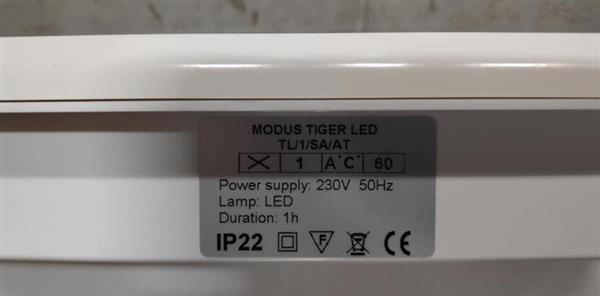 MODUS TIGER LED
TL/1/SA/AT
X 1 A*C* 60
Power supply: 230V 50Hz
Lamp: LED
Duration: 1h
IP22 F CE